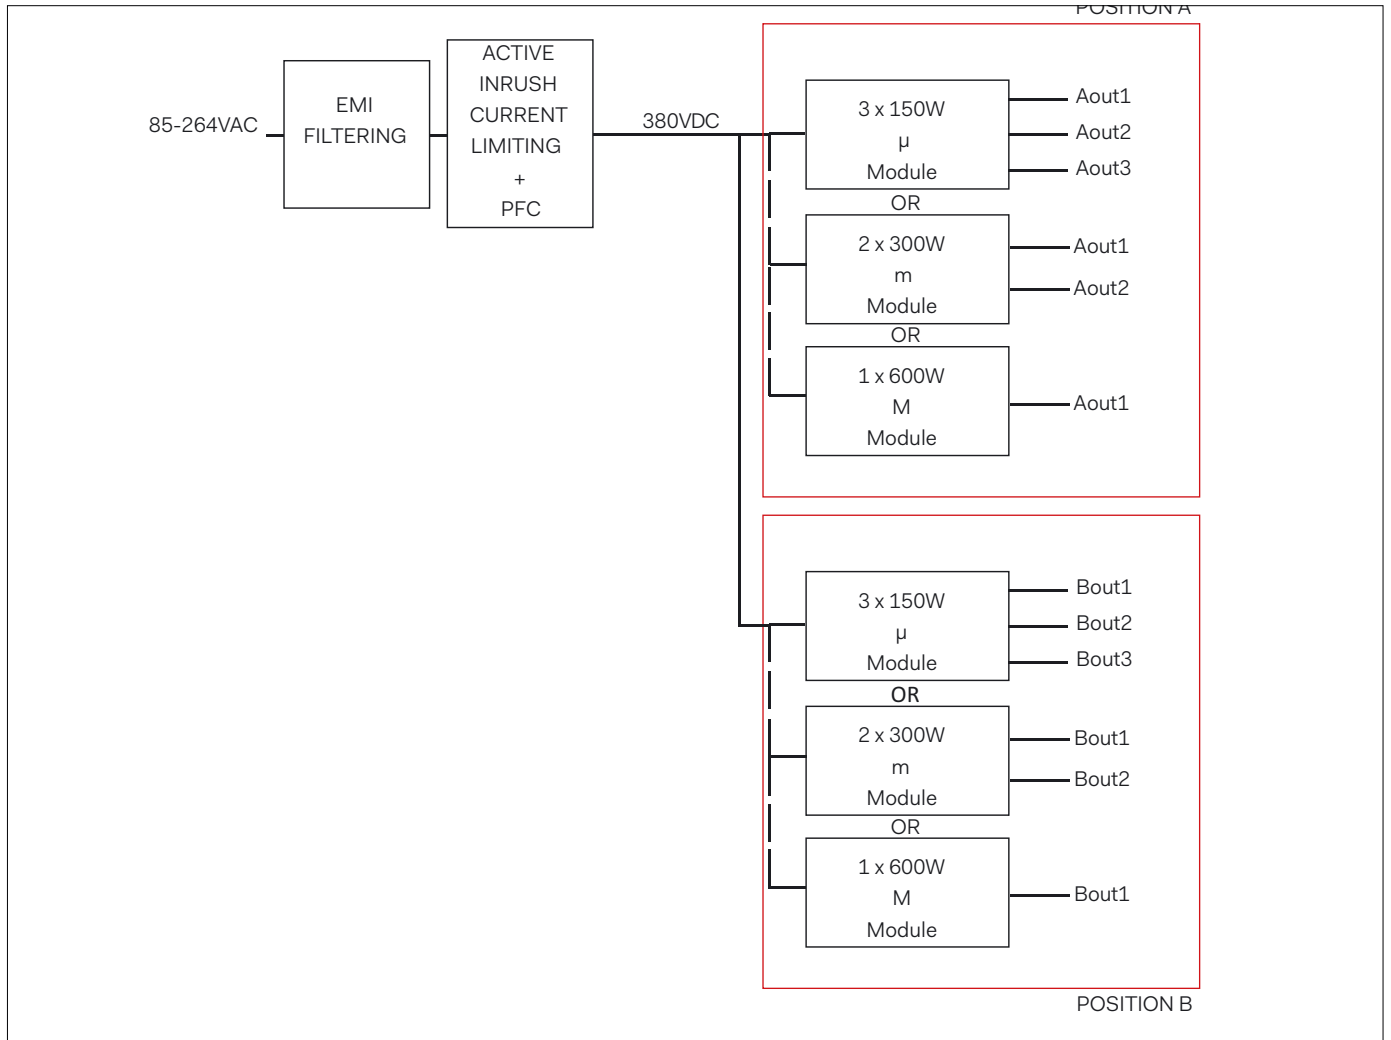 POSITION A
85-264VAC
EMI
FILTERING
ACTIVE
INRUSH
CURRENT
LIMITING
+
PFC
380VDC
3 x 150W
µ
Module
Aout1
Aout2
Aout3
OR
2 x 300W
m
Module
Aout1
Aout2
OR
1 x 600W
M
Module
Aout1
3 x 150W
µ
Module
Bout1
Bout2
Bout3
OR
2 x 300W
m
Module
Bout1
Bout2
OR
1 x 600W
M
Module
Bout1
POSITION B